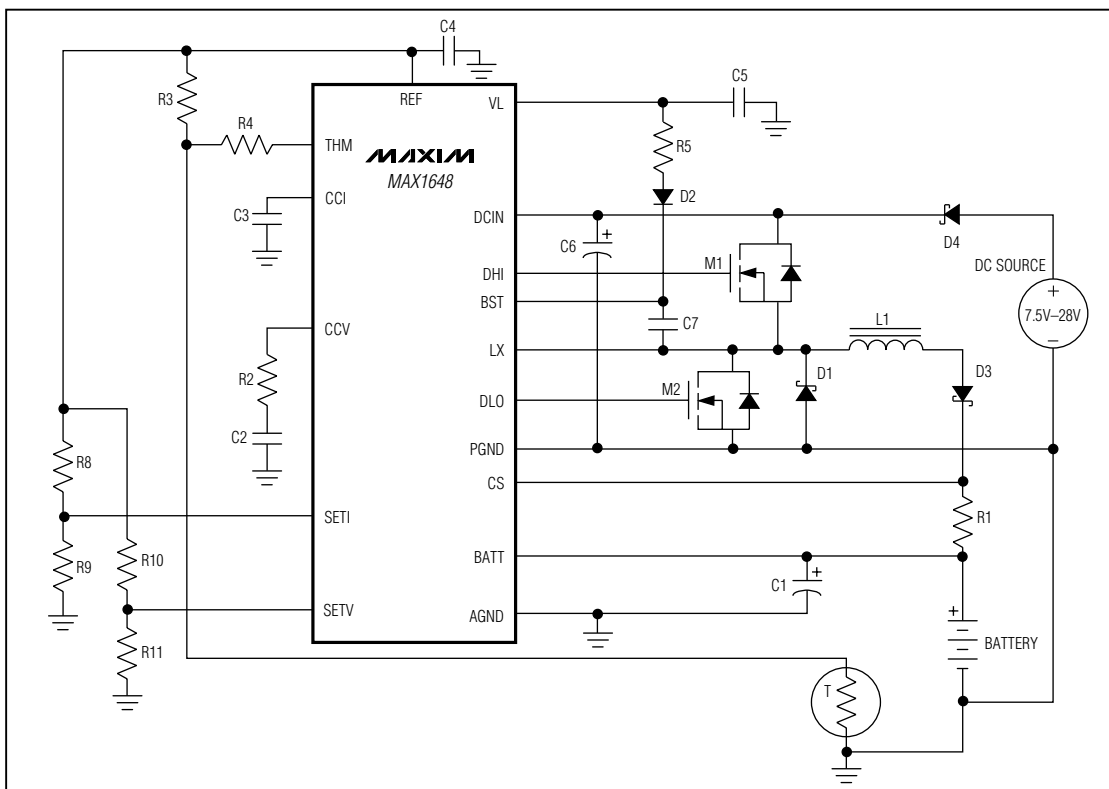 C4
R3
REF
VL
C5
R4
THM
MAXIM
MAX1648
R5
CCI
C3
D2
DCIN
D4
C6
+
M1
DC SOURCE
DHI
BST
+
7.5V–28V
–
C7
CCV
L1
LX
R2
D1
D3
M2
DLO
C2
PGND
R8
CS
SETI
R1
R9
R10
BATT
C1
+
SETV
AGND
+
BATTERY
R11
T